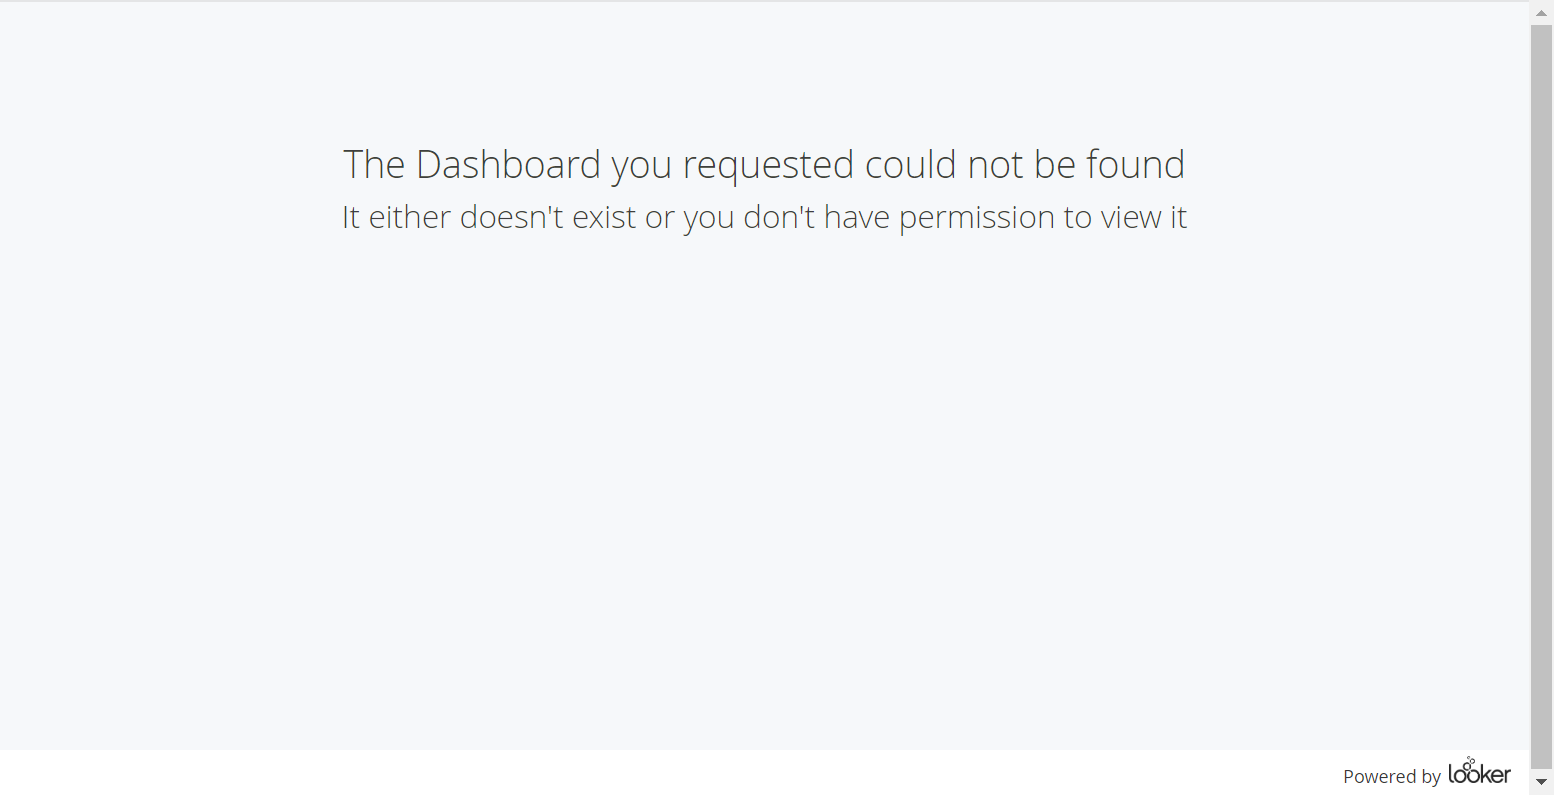 The Dashboard you requested could not be found
It either doesn't exist or you don't have permission to view it
Powered by looker